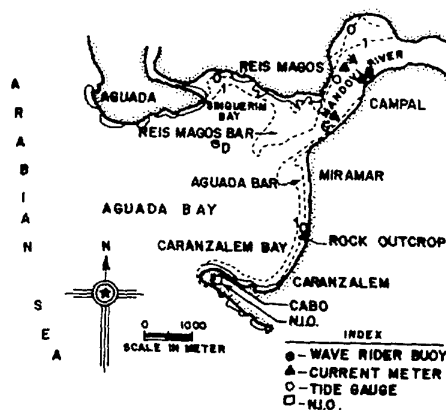 ARABIAN SEA
AGUADA
SINQUERIM
BAY
REIS MAGOS
MANDOVI RIVER
CAMPAL
REIS MAGOS BAR
D
AGUADA BAR
MIRAMAR
AGUADA BAY
CARANZALEM BAY
ROCK OUTCROP
N
CARANZALEM
CABO
N.I.O.
0 1000
SCALE IN METER
INDEX
- WAVE RIDER BUOY
- CURRENT METER
- TIDE GAUGE
- N.I.O.